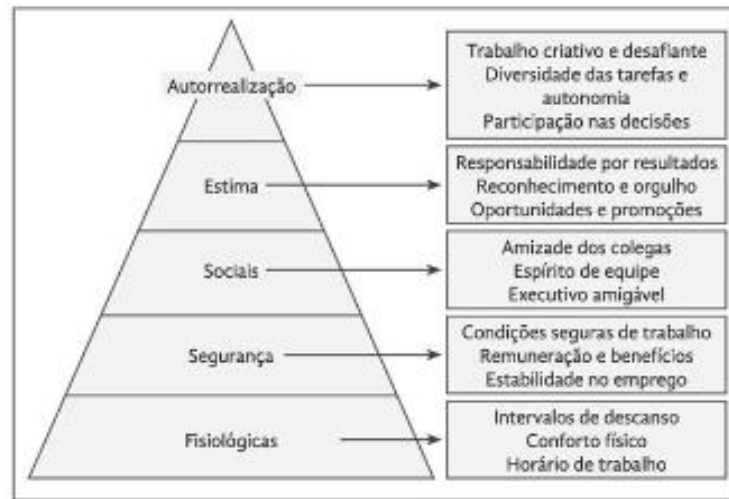 Autorrealização
Trabalho criativo e desafiante
Diversidade das tarefas e
autonomia
Participação nas decisões
Estima
Responsabilidade por resultados
Reconhecimento e orgulho
Oportunidades e promoções
Sociais
Amizade dos colegas
Espírito de equipe
Executivo amigável
Segurança
Condições seguras de trabalho
Remuneração e benefícios
Estabilidade no emprego
Fisiológicas
Intervalos de descanso
Conforto físico
Horário de trabalho